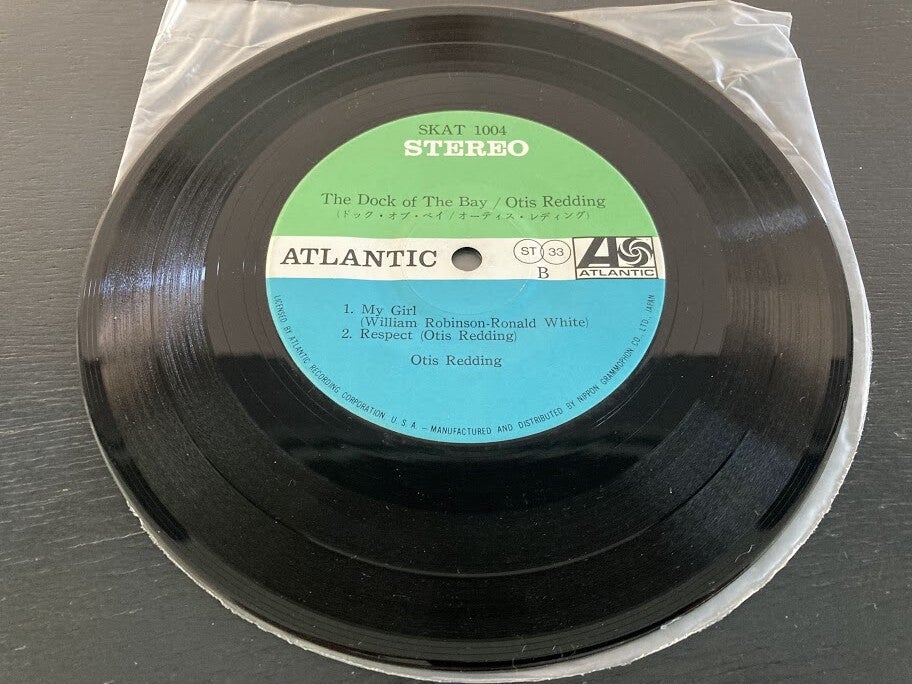 SKAT 1004
STEREO
The Dock of The Bay / Otis Redding
(ドック・オブ・ベイ / オーティス・レディング)
ATLANTIC
ST 33
B
ATLANTIC
1. My Girl
(William Robinson-Ronald White)
2. Respect (Otis Redding)
Otis Redding
LICENSED BY ATLANTIC RECORDING CORPORATION. U. S. A. – MANUFACTURED AND DISTRIBUTED BY NIPPON GRAMMOPHON CO., LTD., JAPAN